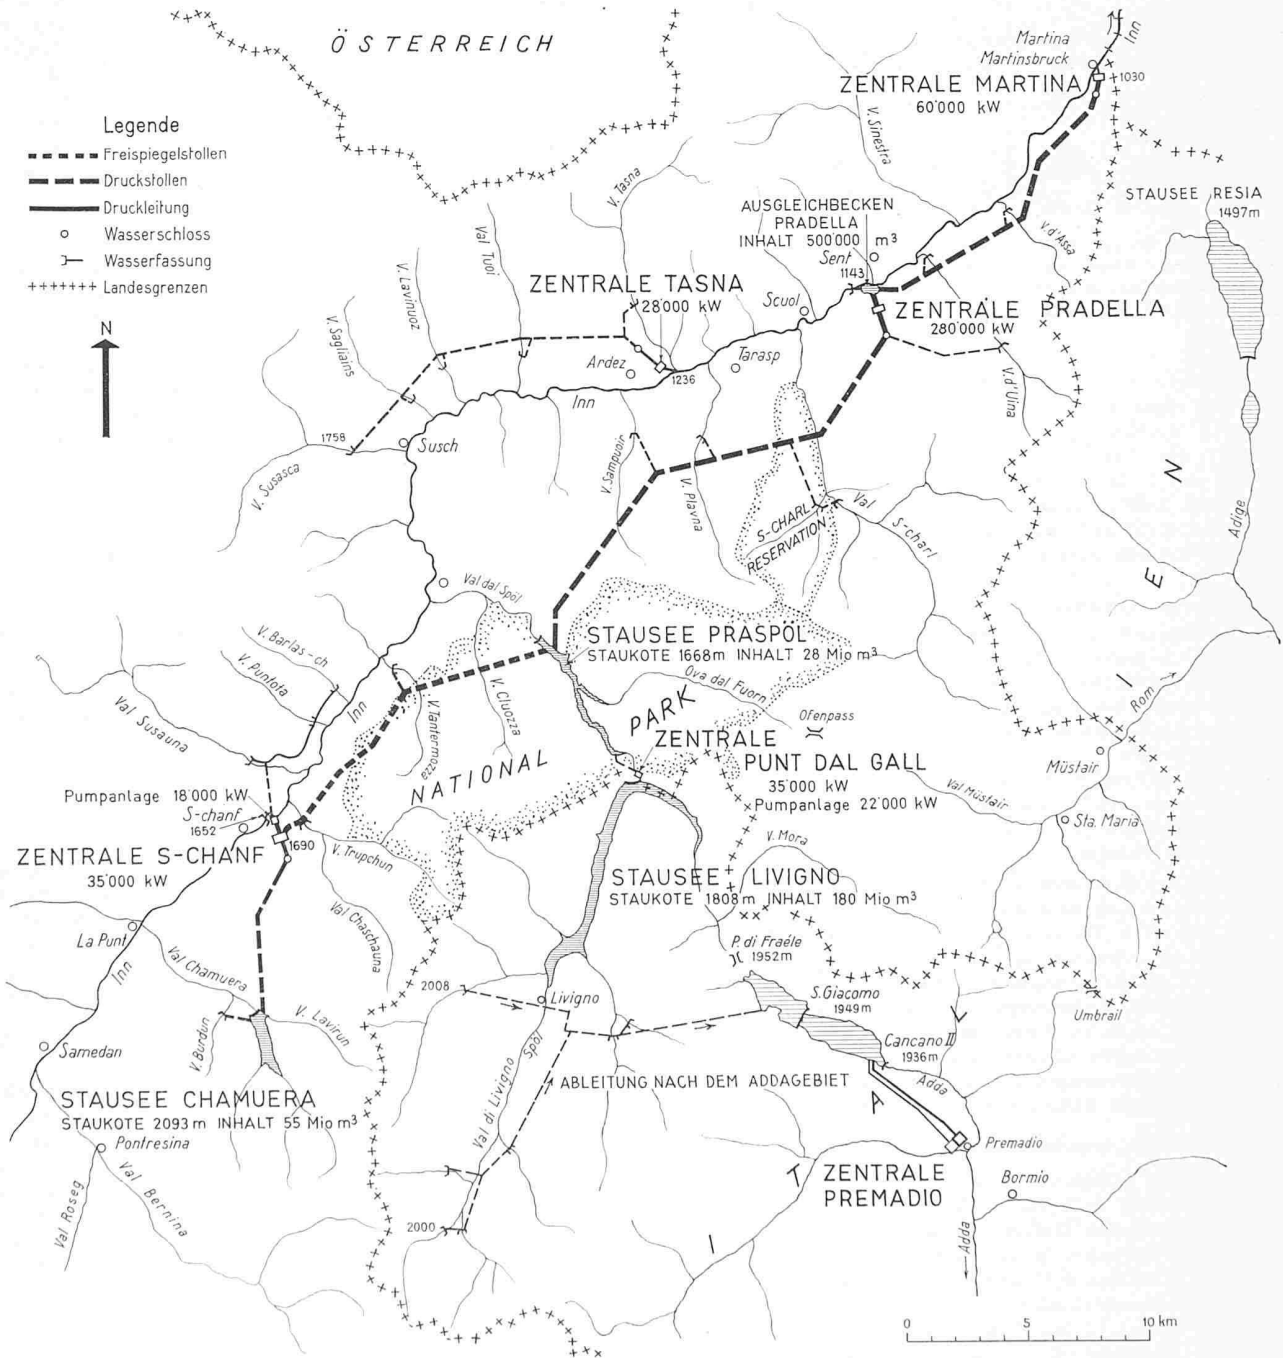 ÖSTERREICH
Inn
Martina
Martinsbruck
1030
ZENTRALE MARTINA
60'000 kW
Legende
Freispiegelstollen
Druckstollen
Druckleitung
Wasserschloss
Wasserfassung
Landesgrenzen
N
V. Sinestra
V. Tasna
Val Tuoi
V. Lavinuoz
V. Sagliains
STAUSEE RESIA
1497m
AUSGLEICHBECKEN
PRADELLA
INHALT 500'000 m³
Sent
1143
V. d'Assa
ZENTRALE TASNA
28'000 kW
Scuol
ZENTRALE PRADELLA
280'000 kW
Ardez
1236
Tarasp
Inn
V. d'Uina
1758
Susch
V. Susasca
V. Sampuoir
V. Plavna
S-CHARL
RESERVATION
Val S-charl
Adige
Val dal Spöl
STAUSEE PRASPÖL
STAUKOTE 1668m INHALT 28 Mio m³
V. Barlas-ch
V. Puntota
Val Susauna
Inn
V. Tantermozza
V. Cluozza
Ova dal Fuorn
Ofenpass
NATIONAL PARK
Rom
Müstair
ZENTRALE
PUNT DAL GALL
35'000 kW
Pumpanlage 22'000 kW
Val Müstair
Sta. Maria
Pumpanlage 18'000 kW
S-chanf
1652
1690
ZENTRALE S-CHANF
35'000 kW
V. Trupchun
V. Mora
STAUSEE LIVIGNO
STAUKOTE 1808m INHALT 180 Mio m³
Val Chaschauna
La Punt
Inn
Val Chamuera
P. di Fraéle
1952m
2008
Livigno
S. Giacomo
1949m
Umbrail
V. Burdun
V. Lavirun
Samedan
Spöl
Cancano II
1936m
Adda
STAUSEE CHAMUERA
STAUKOTE 2093m INHALT 55 Mio m³
ABLEITUNG NACH DEM ADDAGEBIET
Val di Livigno
Pontresina
Premadio
ZENTRALE
PREMADIO
Bormio
Val Roseg
Val Bernina
2000
Adda
ITALIEN
0 5 10 km